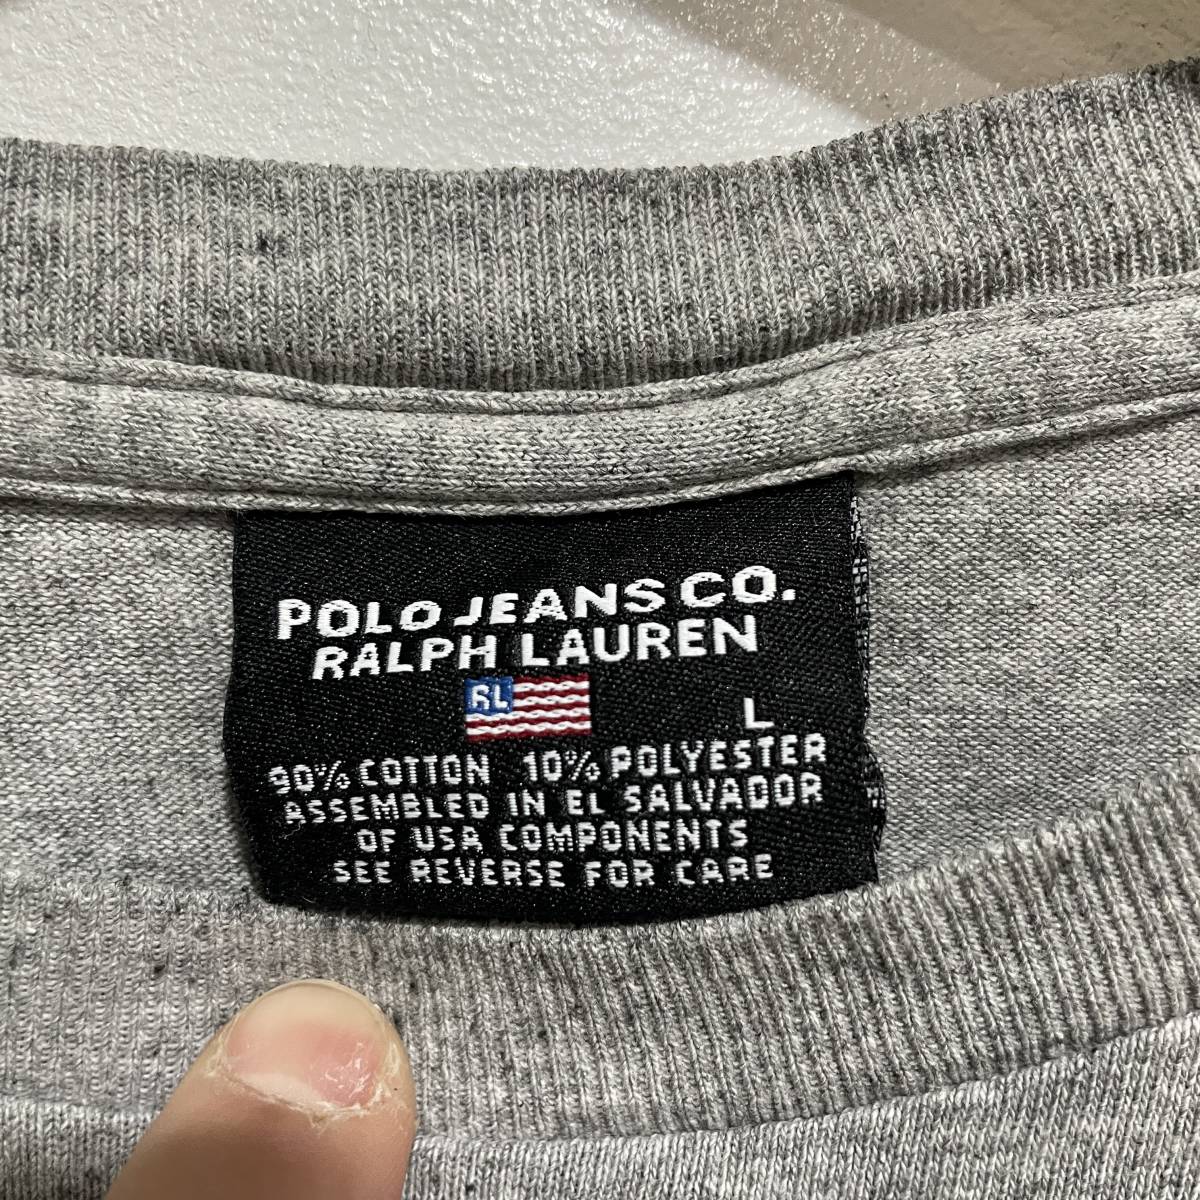 POLO JEANS CO.
RALPH LAUREN
RL
L
90% COTTON 10% POLYESTER
ASSEMBLED IN EL SALVADOR
OF USA COMPONENTS
SEE REVERSE FOR CARE